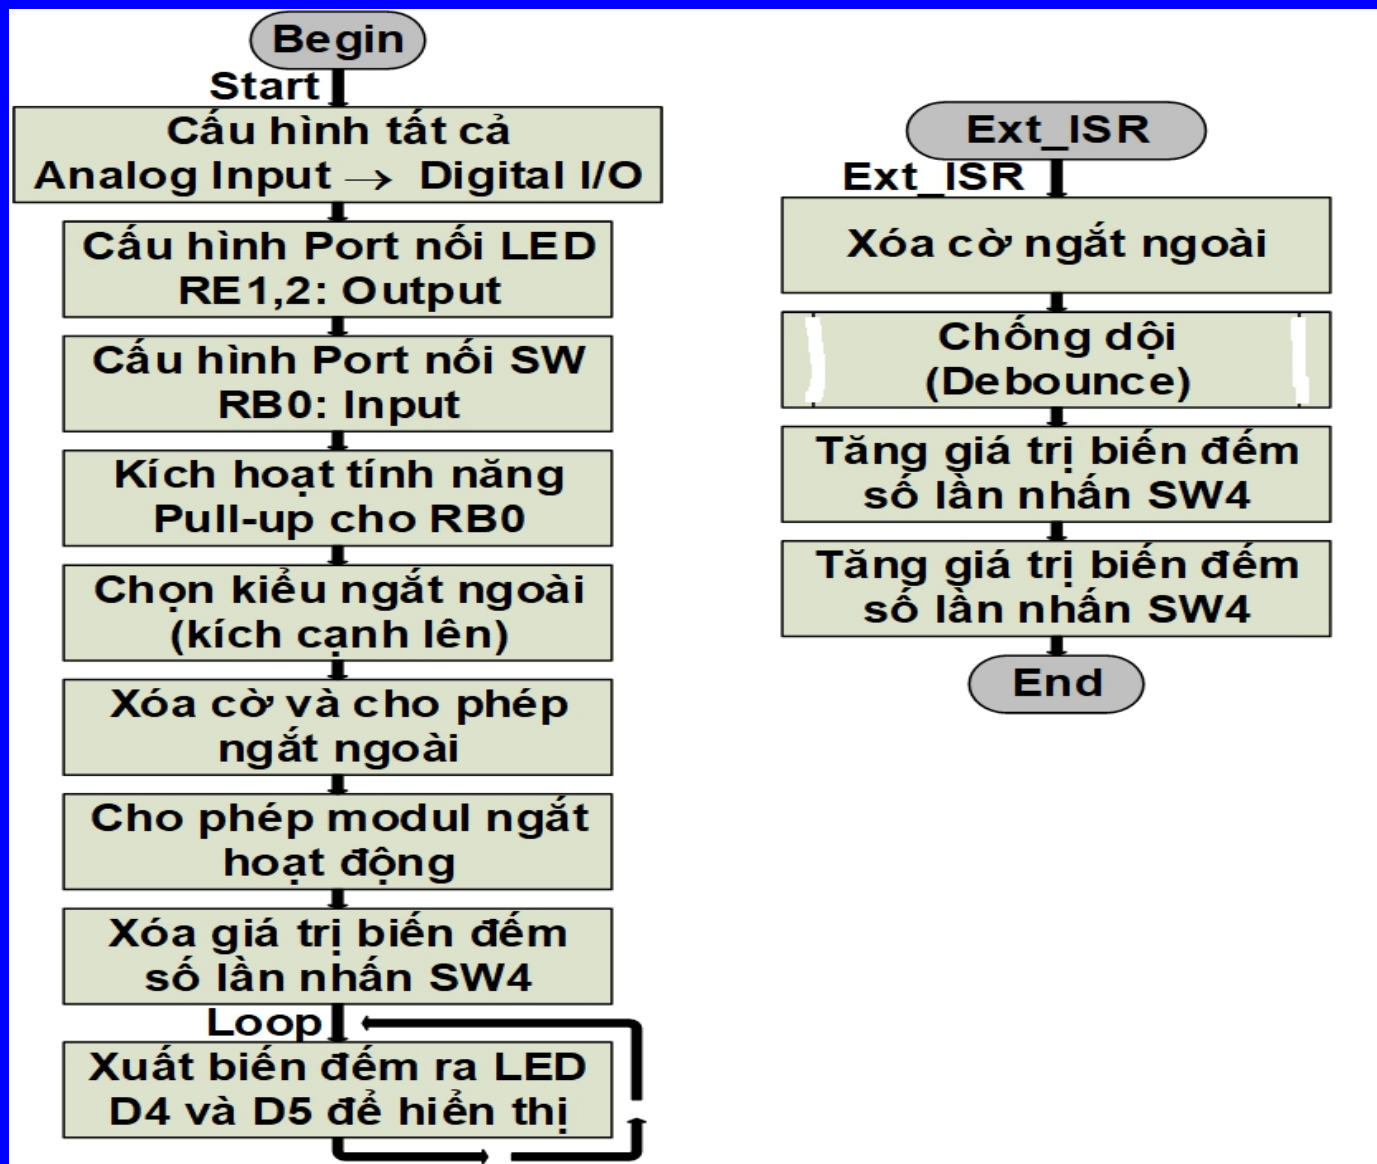 Begin
Start
Cấu hình tất cả
Analog Input → Digital I/O
Cấu hình Port nối LED
RE1,2: Output
Cấu hình Port nối SW
RB0: Input
Kích hoạt tính năng
Pull-up cho RB0
Chọn kiểu ngắt ngoài
(kích cạnh lên)
Xóa cờ và cho phép
ngắt ngoài
Cho phép modul ngắt
hoạt động
Xóa giá trị biến đếm
số lần nhấn SW4
Loop
Xuất biến đếm ra LED
D4 và D5 để hiển thị
Ext_ISR
Ext_ISR
Xóa cờ ngắt ngoài
Chống dội
(Debounce)
Tăng giá trị biến đếm
số lần nhấn SW4
Tăng giá trị biến đếm
số lần nhấn SW4
End